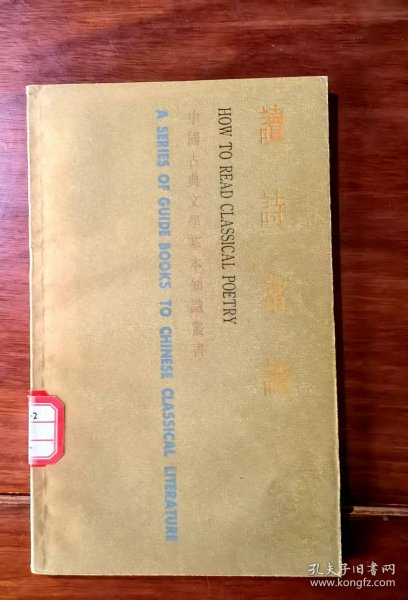 讀詩常識
HOW TO READ CLASSICAL POETRY
中國古典文學基本知識叢書
A SERIES OF GUIDE BOOKS TO CHINESE CLASSICAL LITERATURE
孔夫子旧书网
www.kongfz.com